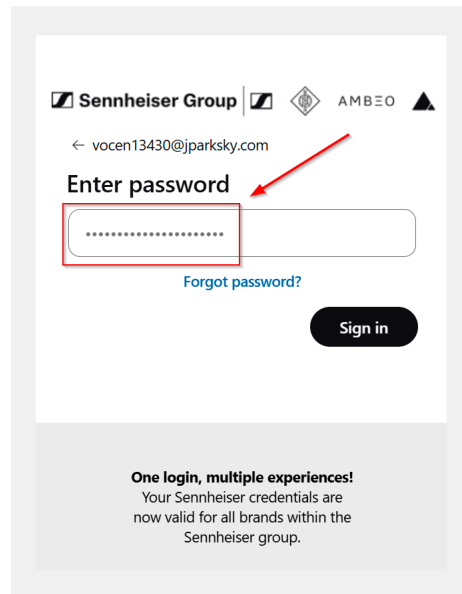 Sennheiser Group AMBEO
← vocen13430@jparksky.com
Enter password
••••••••••••••••••••••
Forgot password?
Sign in
One login, multiple experiences!
Your Sennheiser credentials are
now valid for all brands within the
Sennheiser group.